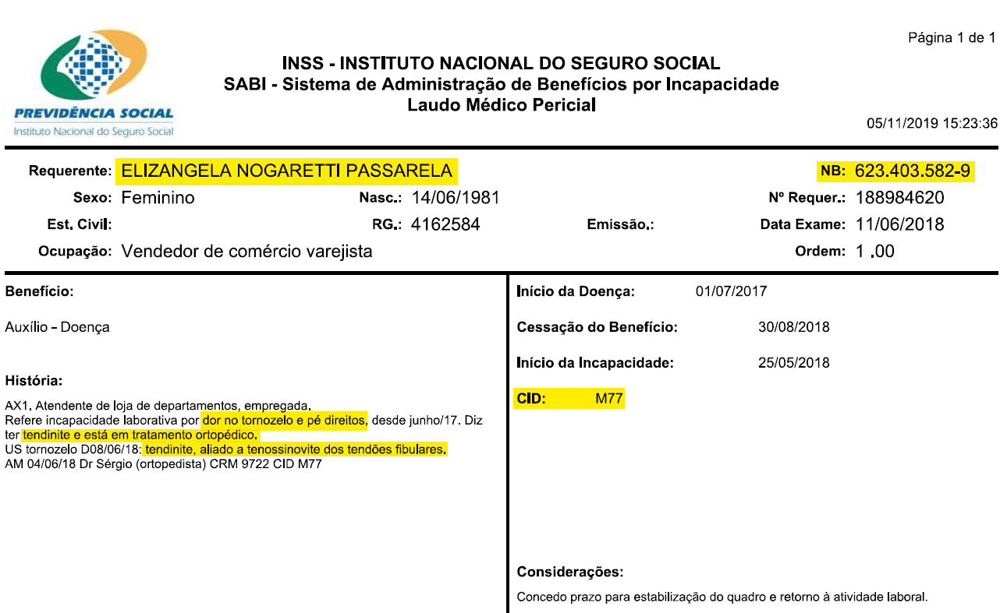 Página 1 de 1
PREVIDÊNCIA SOCIAL
Instituto Nacional do Seguro Social
INSS - INSTITUTO NACIONAL DO SEGURO SOCIAL
SABI - Sistema de Administração de Benefícios por Incapacidade
Laudo Médico Pericial
05/11/2019 15:23:36
Requerente: ELIZANGELA NOGARETTI PASSARELA NB: 623.403.582-9
Sexo: Feminino Nasc.: 14/06/1981 Nº Requer.: 188984620
Est. Civil: RG.: 4162584 Emissão.: Data Exame: 11/06/2018
Ocupação: Vendedor de comércio varejista Ordem: 1 .00
Benefício:
Auxílio - Doença
História:
AX1. Atendente de loja de departamentos, empregada.
Refere incapacidade laborativa por dor no tornozelo e pé direitos, desde junho/17. Diz
ter tendinite e está em tratamento ortopédico.
US tornozelo D08/06/18: tendinite, aliado a tenossinovite dos tendões fibulares.
AM 04/06/18 Dr Sérgio (ortopedista) CRM 9722 CID M77
Início da Doença: 01/07/2017
Cessação do Benefício: 30/08/2018
Início da Incapacidade: 25/05/2018
CID: M77
Considerações:
Concedo prazo para estabilização do quadro e retorno à atividade laboral.